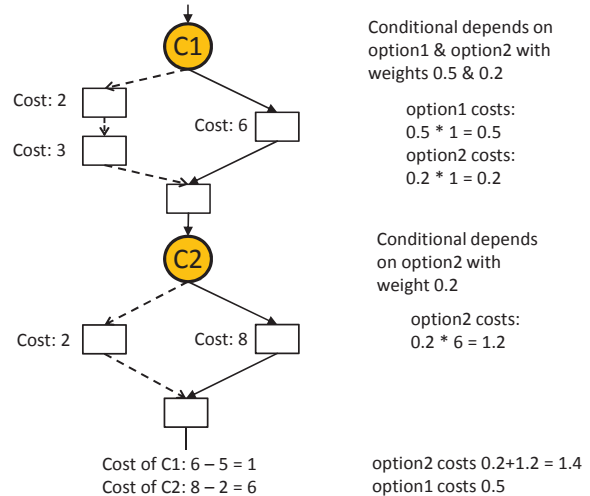 C1
Conditional depends on
option1 & option2 with
weights 0.5 & 0.2
Cost: 2
Cost: 6
Cost: 3
option1 costs:
0.5 * 1 = 0.5
option2 costs:
0.2 * 1 = 0.2
C2
Conditional depends
on option2 with
weight 0.2
Cost: 2
Cost: 8
option2 costs:
0.2 * 6 = 1.2
Cost of C1: 6 – 5 = 1
Cost of C2: 8 – 2 = 6
option2 costs 0.2+1.2 = 1.4
option1 costs 0.5